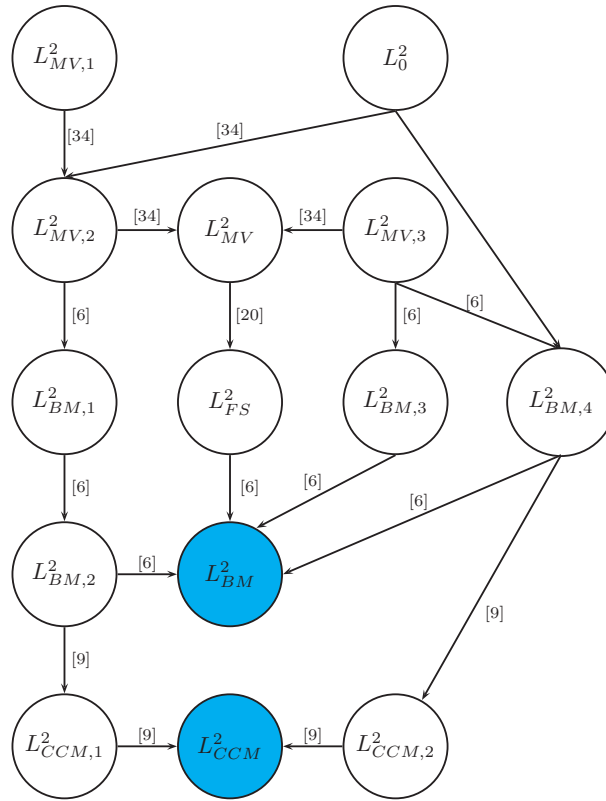 $L^2_{MV,1}$
$L^2_0$
[34]
[34]
$L^2_{MV,2}$
[34]
$L^2_{MV}$
[34]
$L^2_{MV,3}$
[6]
[20]
[6]
[6]
$L^2_{BM,1}$
$L^2_{FS}$
$L^2_{BM,3}$
$L^2_{BM,4}$
[6]
[6]
[6]
[6]
$L^2_{BM,2}$
[6]
$L^2_{BM}$
[9]
[9]
$L^2_{CCM,1}$
[9]
$L^2_{CCM}$
[9]
$L^2_{CCM,2}$